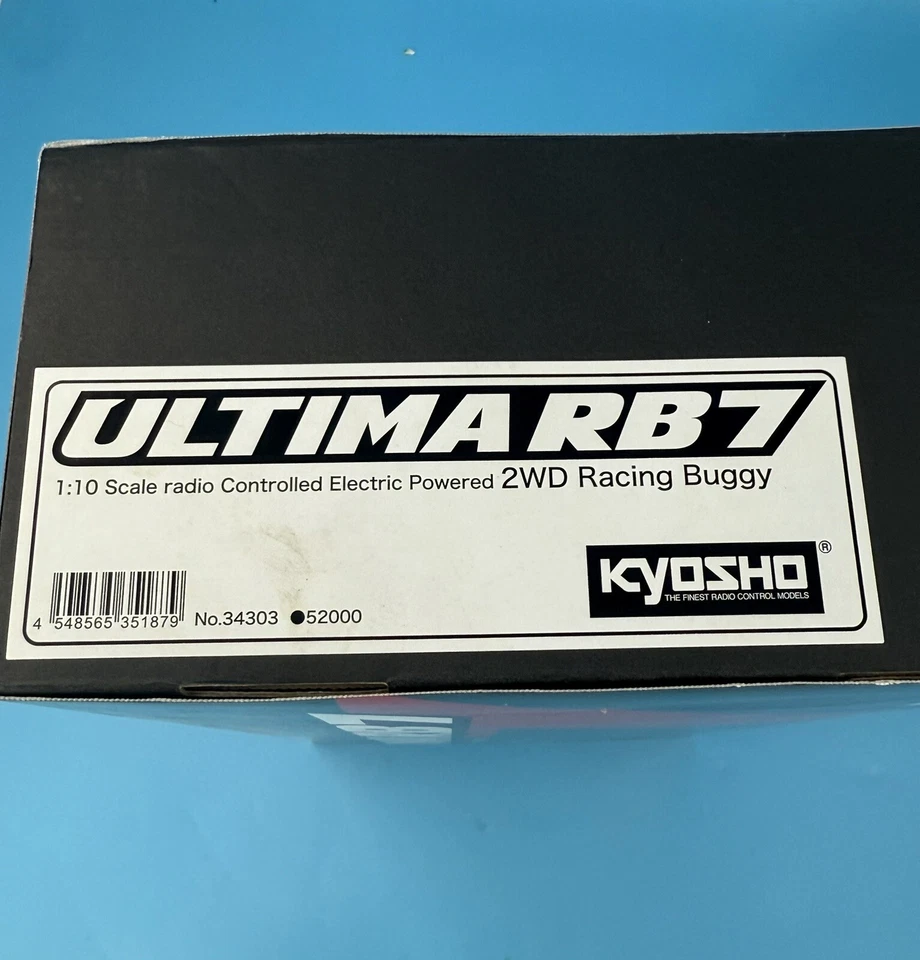 ULTIMA RB7
1:10 Scale radio Controlled Electric Powered 2WD Racing Buggy
KYOSHO®
THE FINEST RADIO CONTROL MODELS
4 548565 351879 No.34303 ●52000